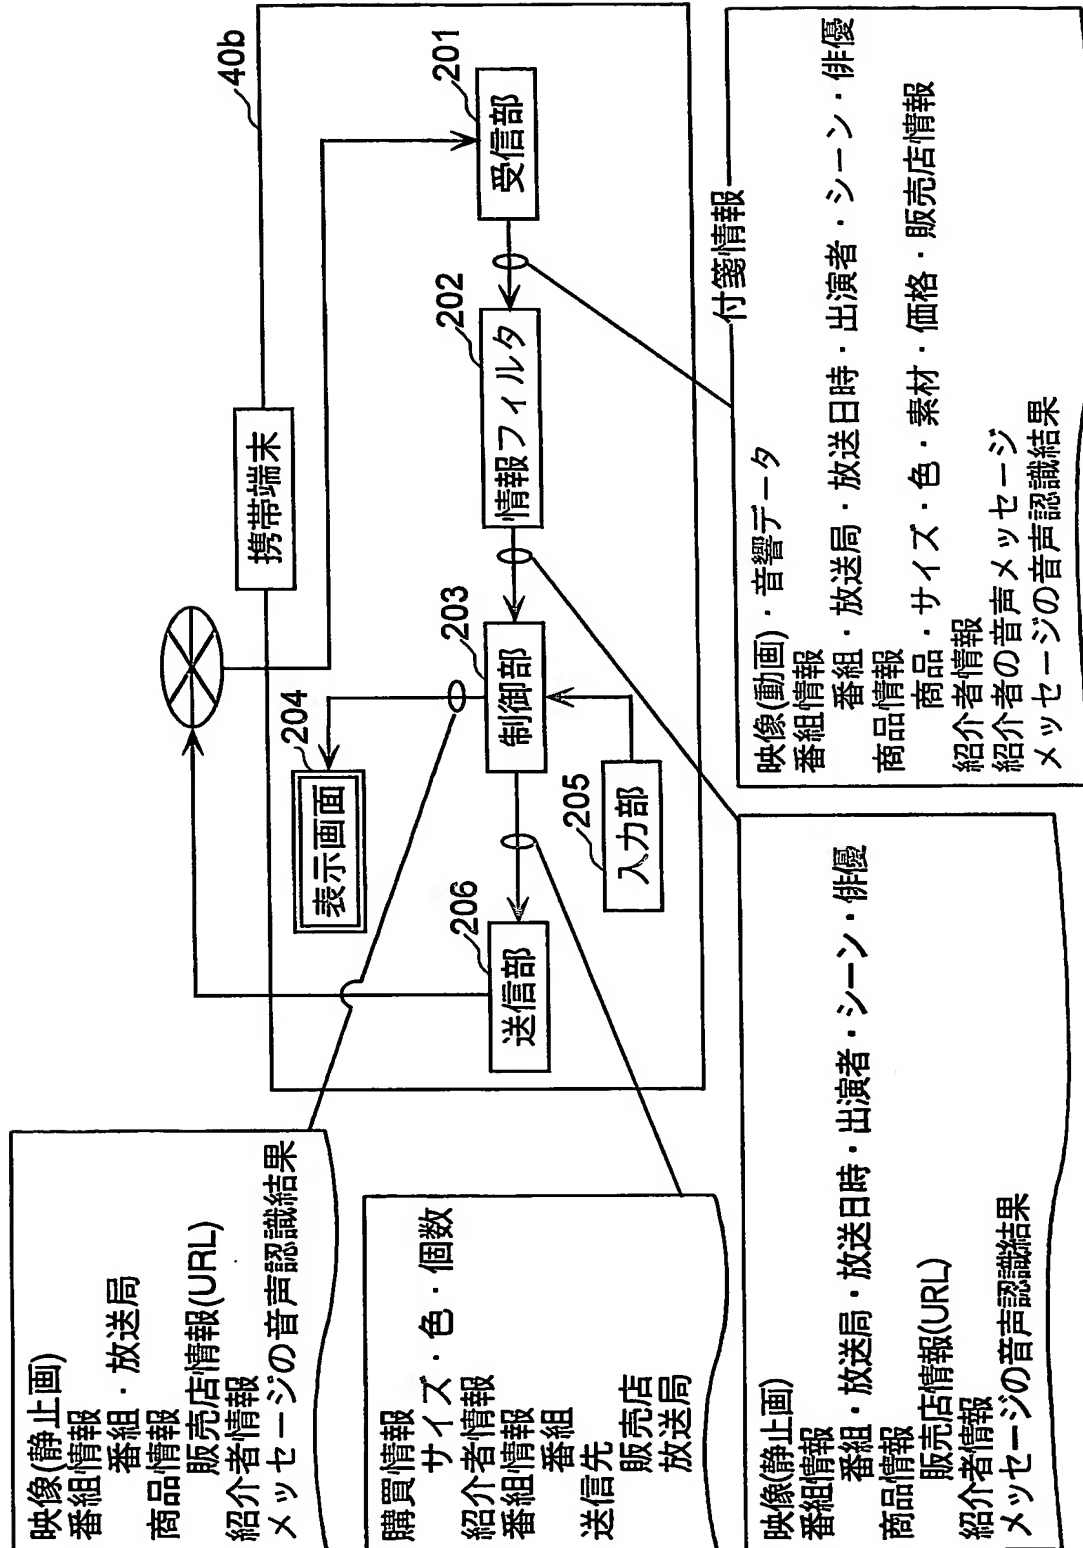 映像(静止画)
番組情報
番組・放送局
商品情報
販売店情報(URL)
紹介者情報
メッセージの音声認識結果
携帯端末
40b
表示画面
204
送信部
206
制御部
203
入力部
205
情報フィルタ
202
受信部
201
購買情報
サイズ・色・個数
紹介者情報
番組情報
番組
送信先
販売店
放送局
映像(静止画)
番組情報
番組・放送局・放送日時・出演者・シーン・俳優
商品情報
販売店情報(URL)
紹介者情報
メッセージの音声認識結果
付箋情報
映像(動画)・音響データ
番組情報
番組・放送局・放送日時・出演者・シーン・俳優
商品情報
商品・サイズ・色・素材・価格・販売店情報
紹介者情報
紹介者の音声メッセージ
メッセージの音声認識結果